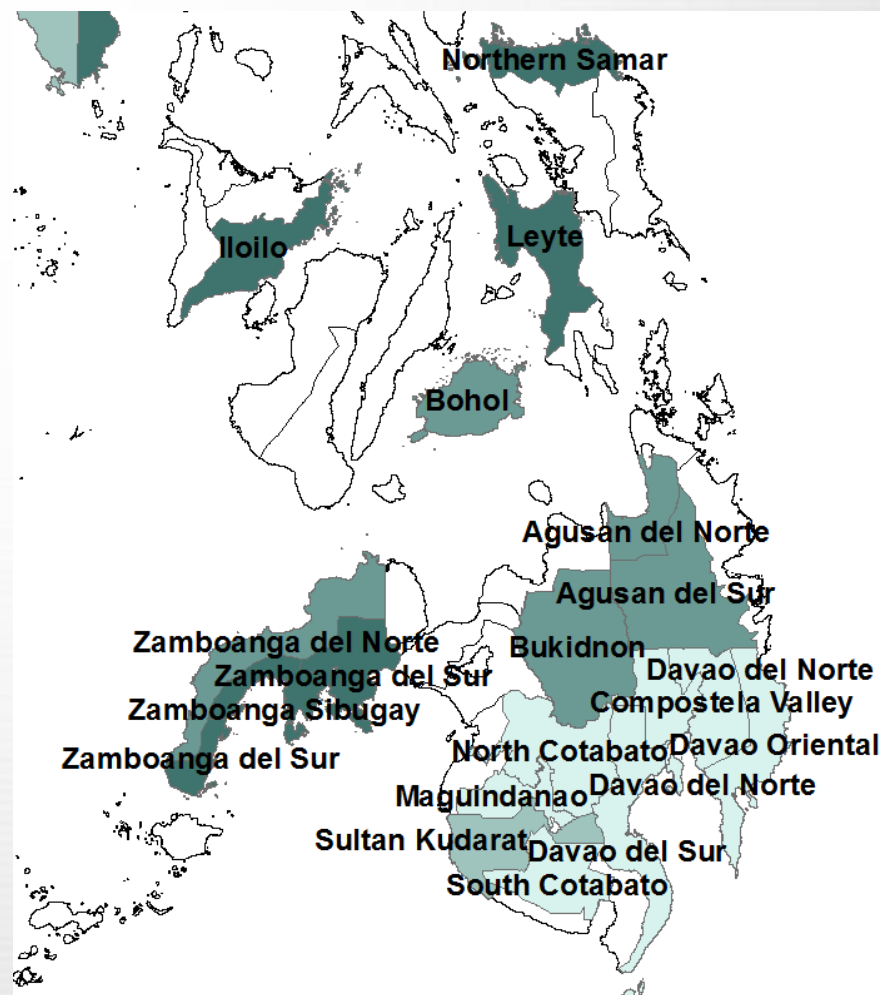 Northern Samar
Leyte
Iloilo
Bohol
Agusan del Norte
Agusan del Sur
Zamboanga del Norte
Bukidnon
Davao del Norte
Zamboanga del Sur
Compostela Valley
Zamboanga Sibugay
North Cotabato
Davao Oriental
Zamboanga del Sur
Davao del Norte
Maguindanao
Sultan Kudarat
Davao del Sur
South Cotabato